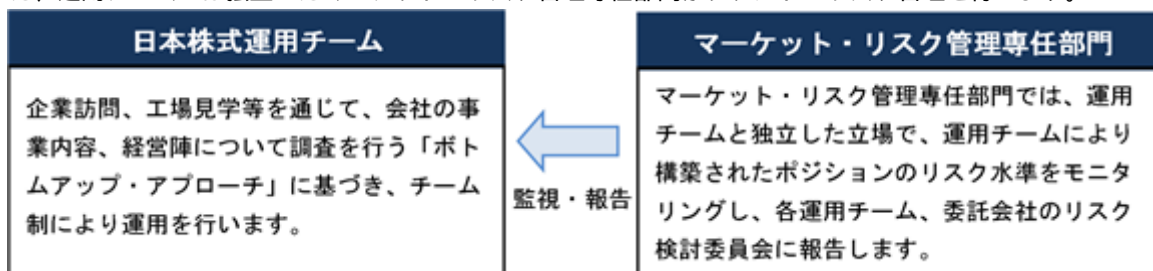 日本株式運用チーム
企業訪問、工場見学等を通じて、会社の事
業内容、経営陣について調査を行う「ボト
ムアップ・アプローチ」に基づき、チーム
制により運用を行います。
監視・報告
マーケット・リスク管理専任部門
マーケット・リスク管理専任部門では、運用
チームと独立した立場で、運用チームにより
構築されたポジションのリスク水準をモニタ
リングし、各運用チーム、委託会社のリスク
検討委員会に報告します。